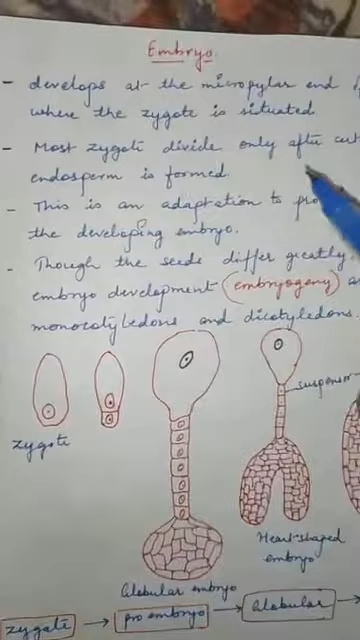 Embryo
- develops at the micropylar end
where the zygote is situated
- Most zygote divide only after
endosperm is formed.
- This is an adaptation to
the developing embryo.
- Though the seeds differ greatly,
embryo development (embryogeny)
monocotyledons and dicotyledons.
suspensor
zygote
Heart-shaped
embryo
Globular embryo
zygote → pro embryo → Globular →